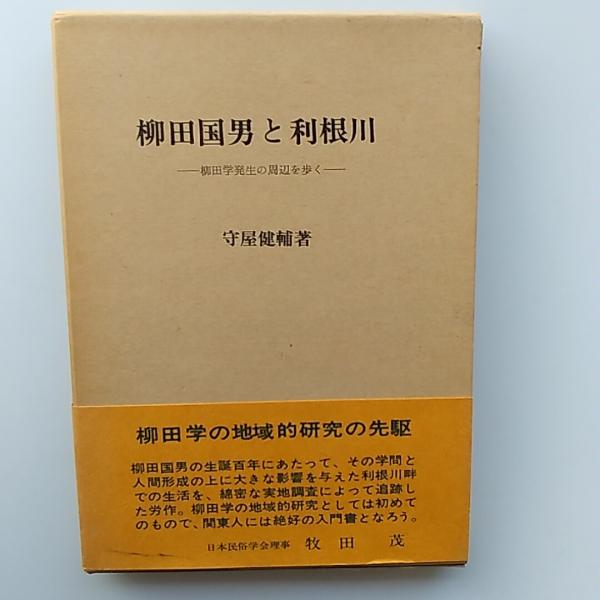 柳田国男と利根川
——柳田学発生の周辺を歩く——
守屋健輔著
柳田学の地域的研究の先駆
柳田国男の生誕百年にあたって、その学問と
人間形成の上に大きな影響を与えた利根川畔
での生活を、綿密な実地調査によって追跡し
た労作。柳田学の地域的研究としては初めて
のもので、関東人には絶好の入門書となろう。
日本民俗学会理事 牧田 茂